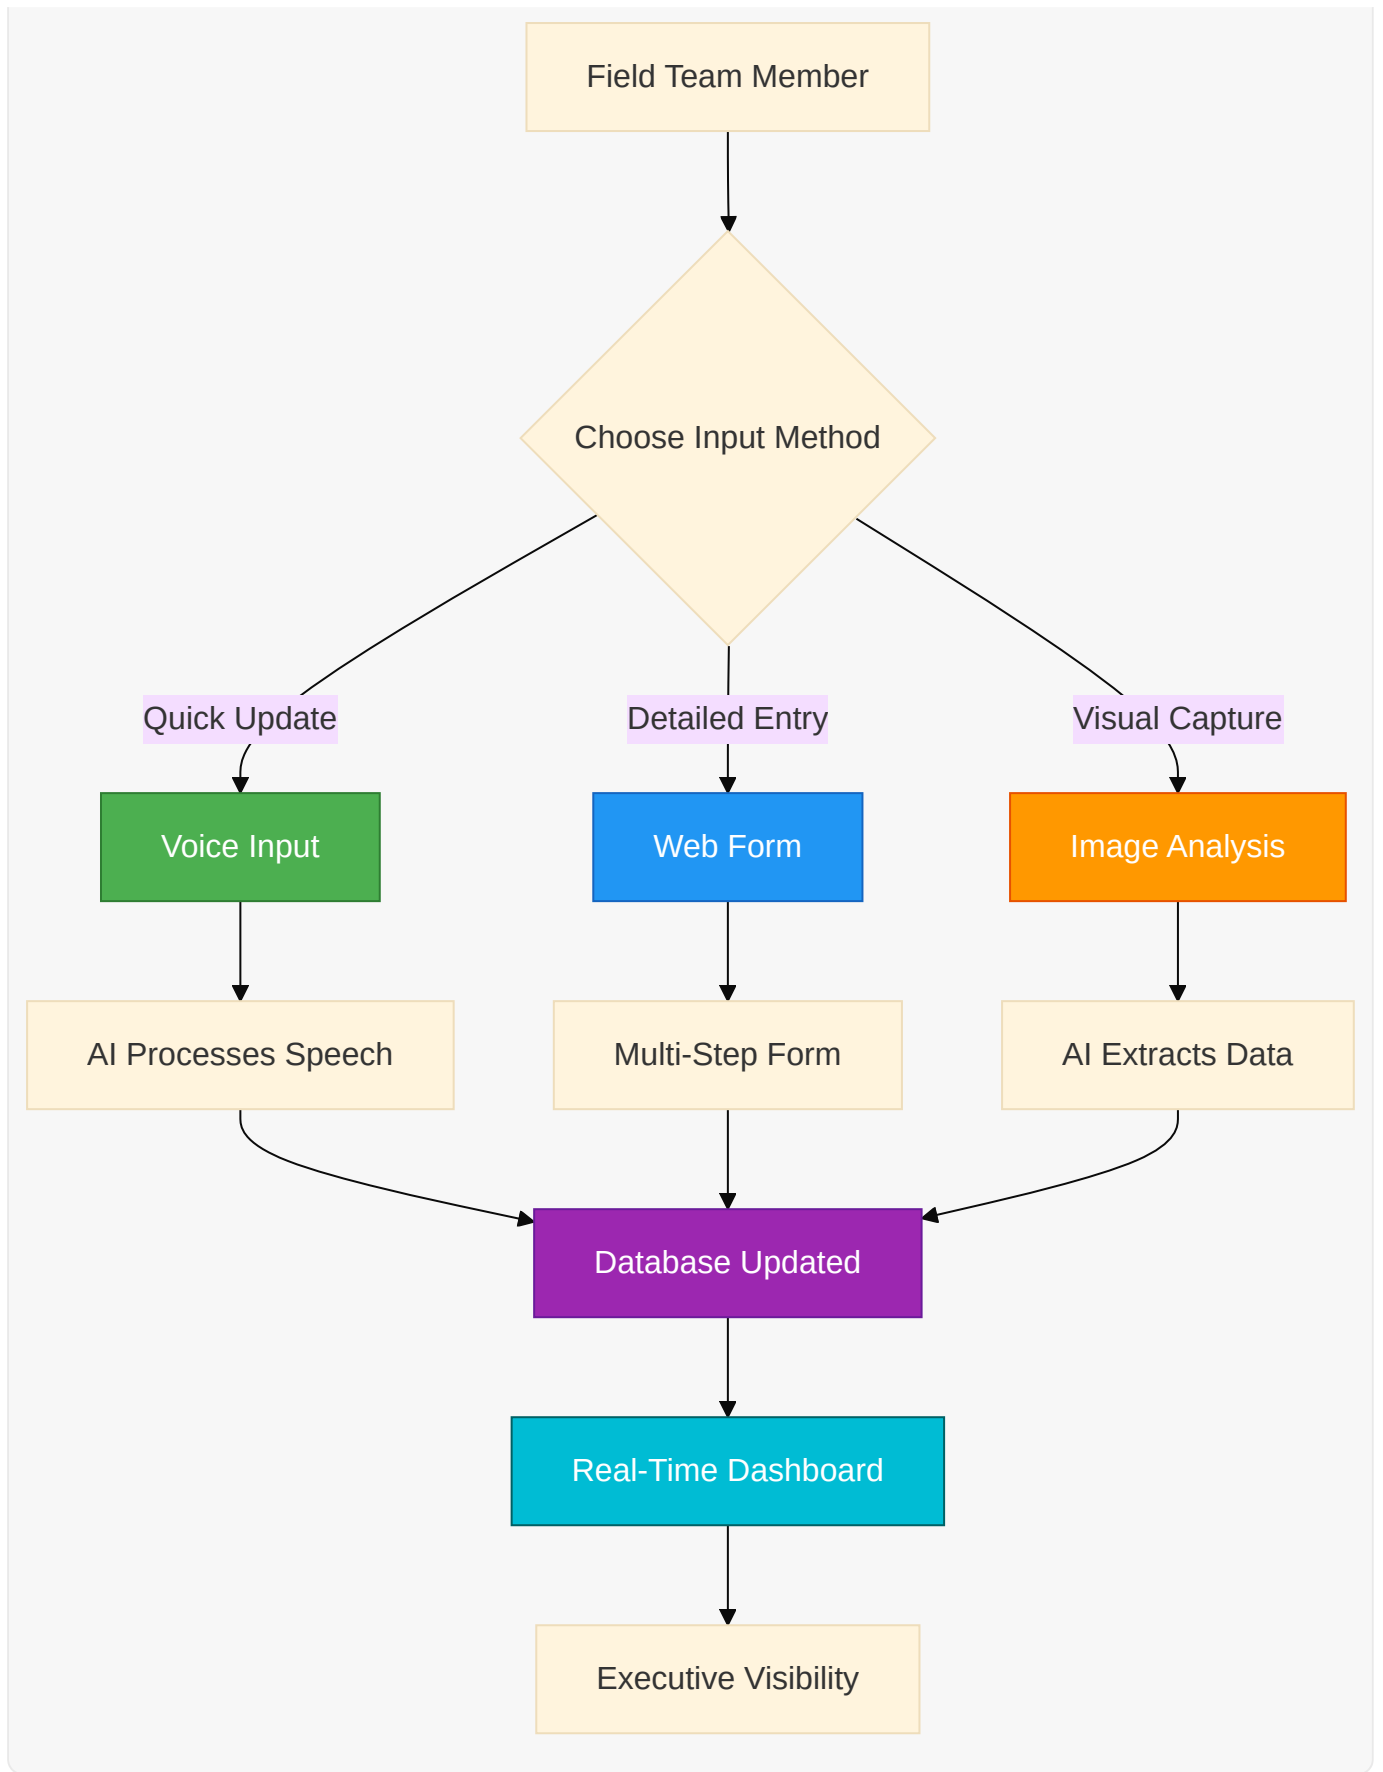 Field Team Member
Choose Input Method
Quick Update
Detailed Entry
Visual Capture
Voice Input
Web Form
Image Analysis
AI Processes Speech
Multi-Step Form
AI Extracts Data
Database Updated
Real-Time Dashboard
Executive Visibility